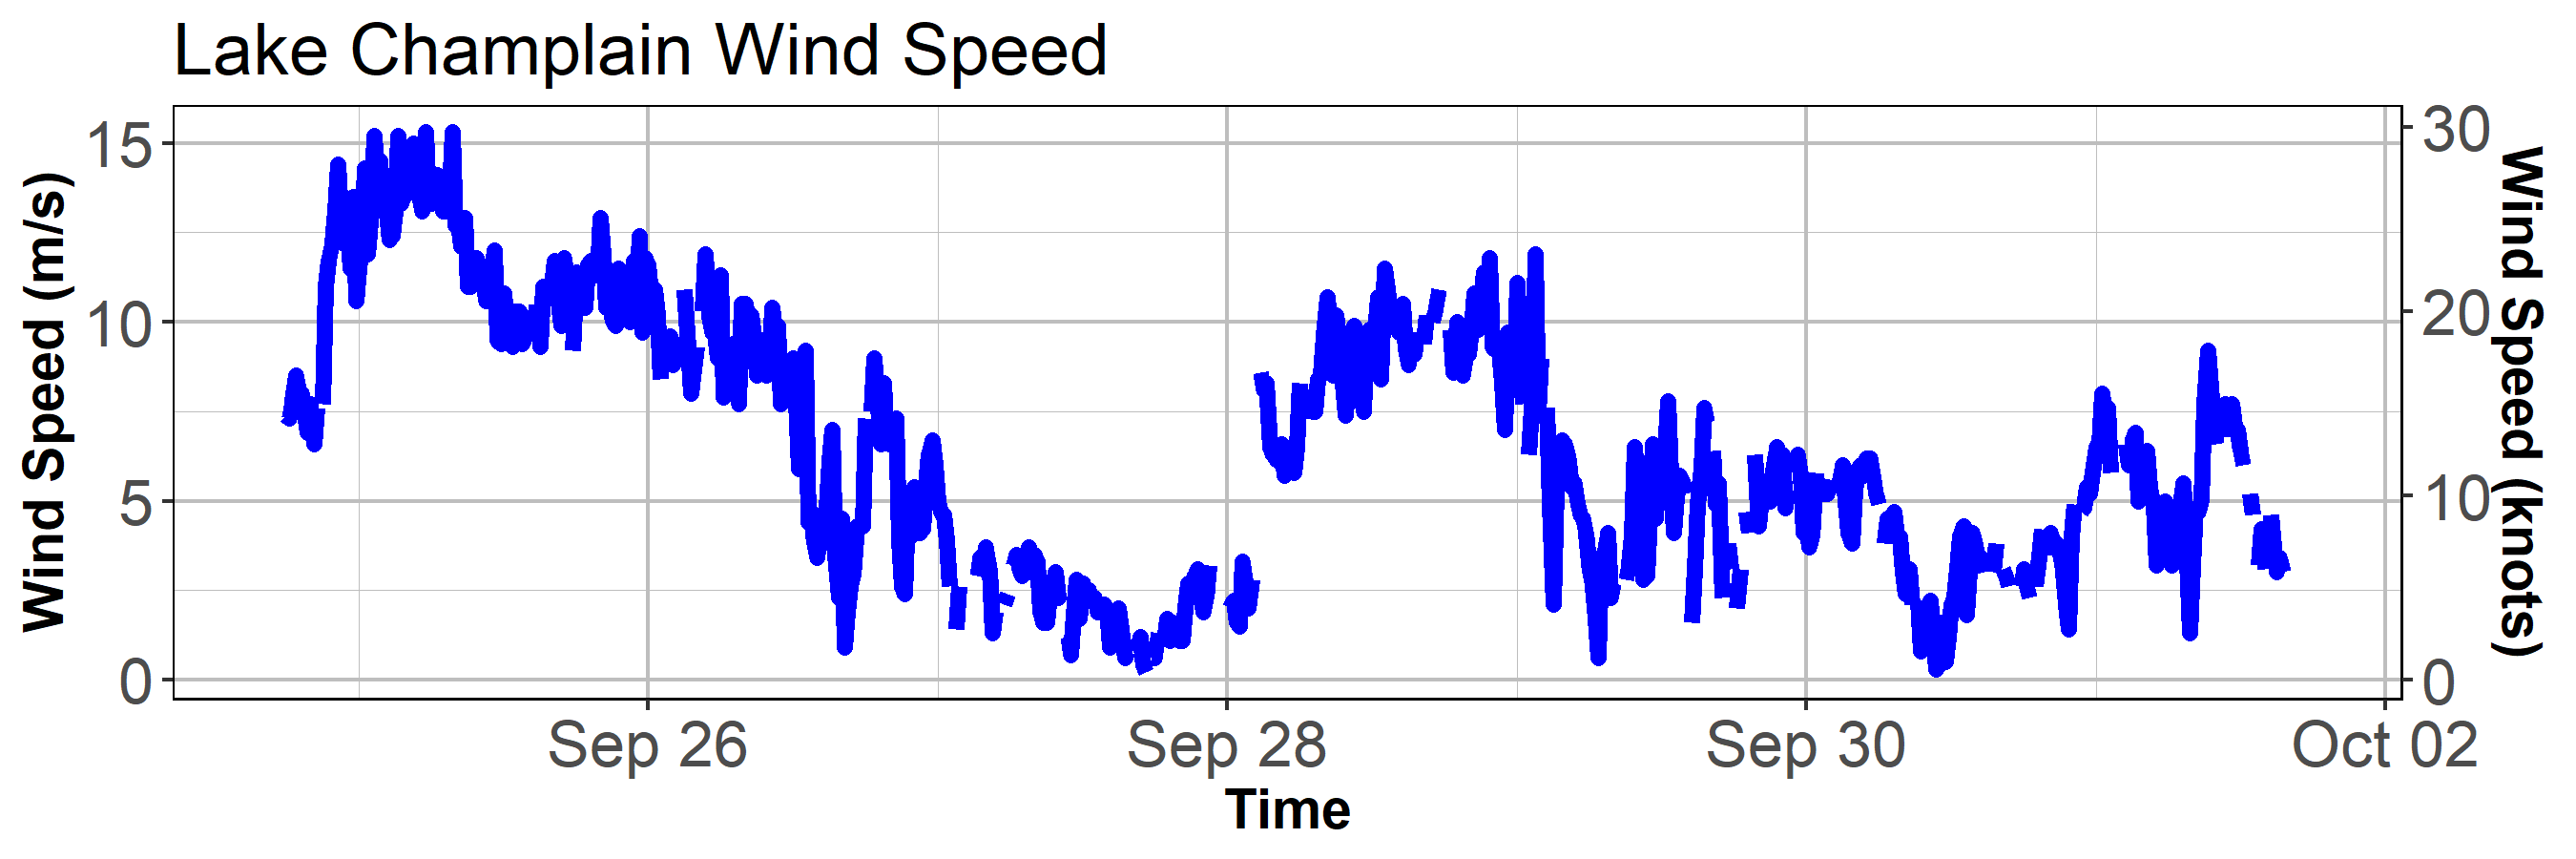 Lake Champlain Wind Speed
Wind Speed (m/s)
15
10
5
0
30
20
10
0
Wind Speed (knots)
Sep 26
Sep 28
Sep 30
Oct 02
Time